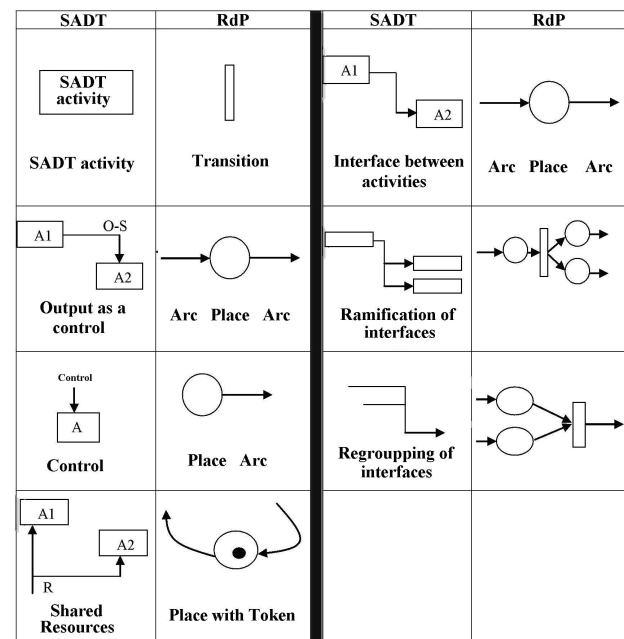 SADT RdP SADT RdP
SADT
activity
SADT activity
Transition
A1
A2
Interface between
activities
Arc Place Arc
A1
O-S
A2
Output as a
control
Arc Place Arc
Ramification of
interfaces
Control
A
Control
Place Arc
Regroupping of
interfaces
A1
A2
R
Shared
Resources
Place with Token